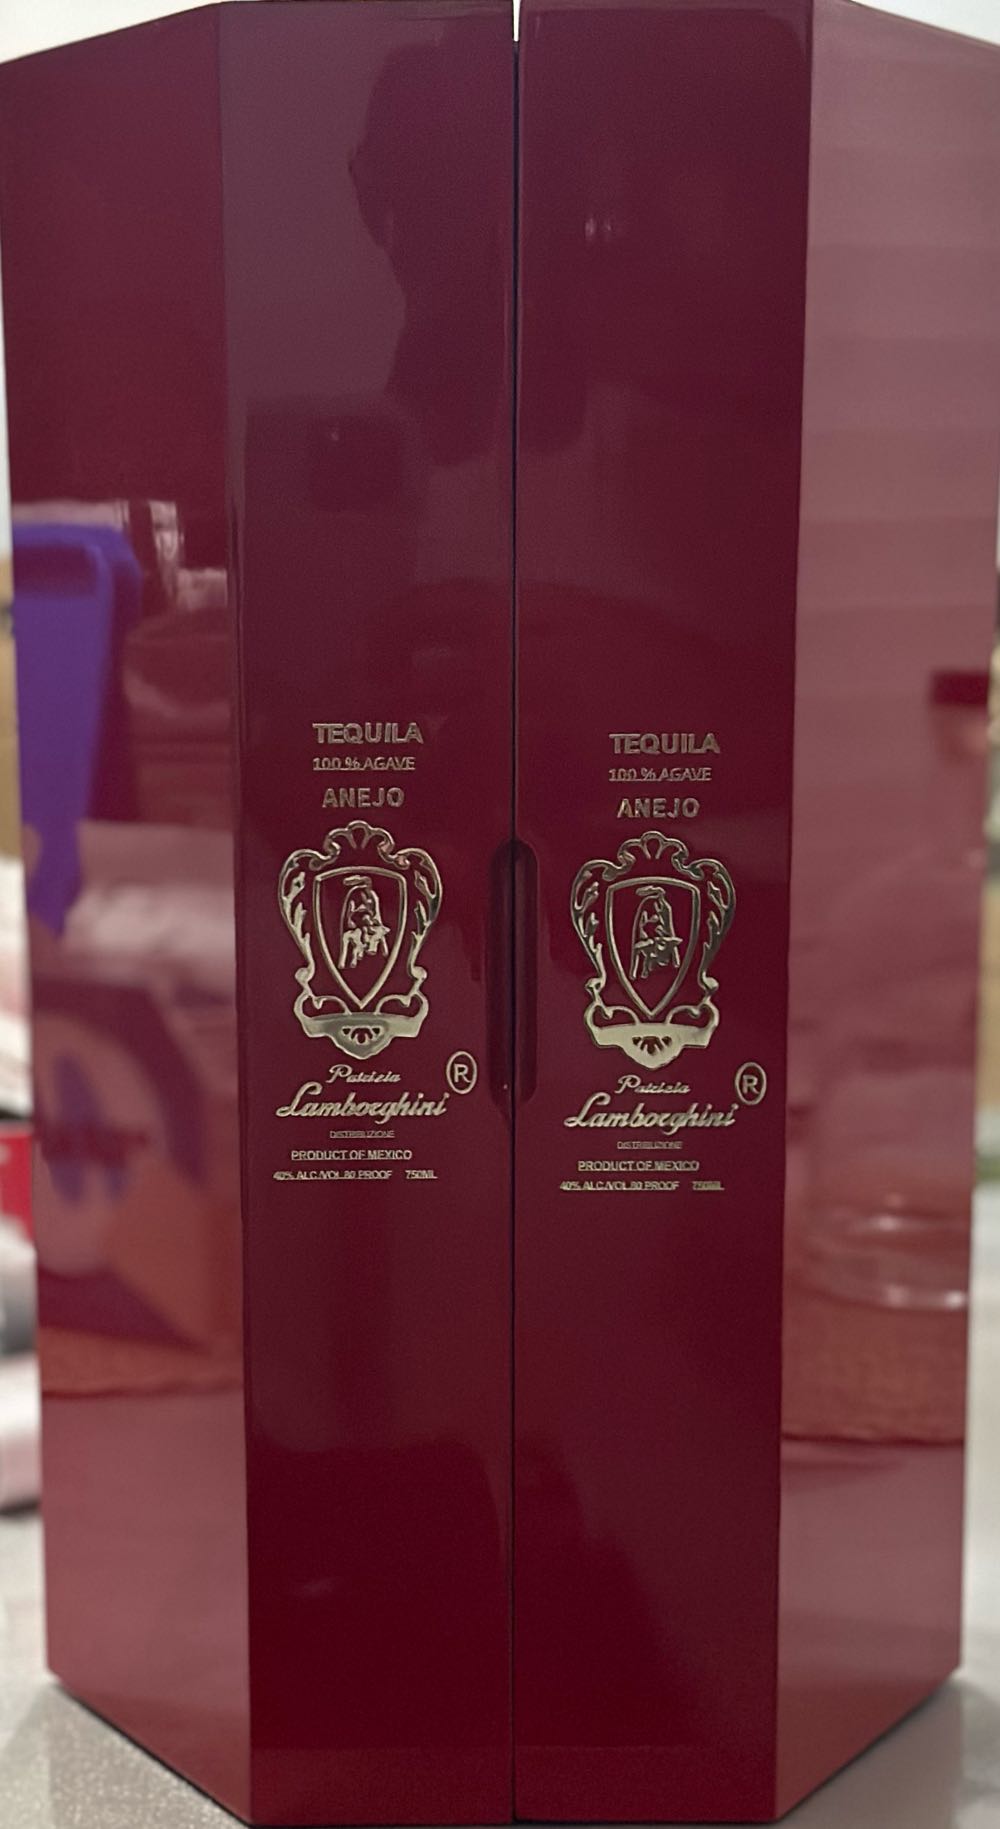 TEQUILA
100 % AGAVE
ANEJO
Patrizia
Lamborghini ®
DISTRIBUZIONE
PRODUCT OF MEXICO
40% ALC/VOL 80 PROOF 750ML
TEQUILA
100 % AGAVE
ANEJO
Patrizia
Lamborghini ®
DISTRIBUZIONE
PRODUCT OF MEXICO
40% ALC/VOL 80 PROOF 750ML